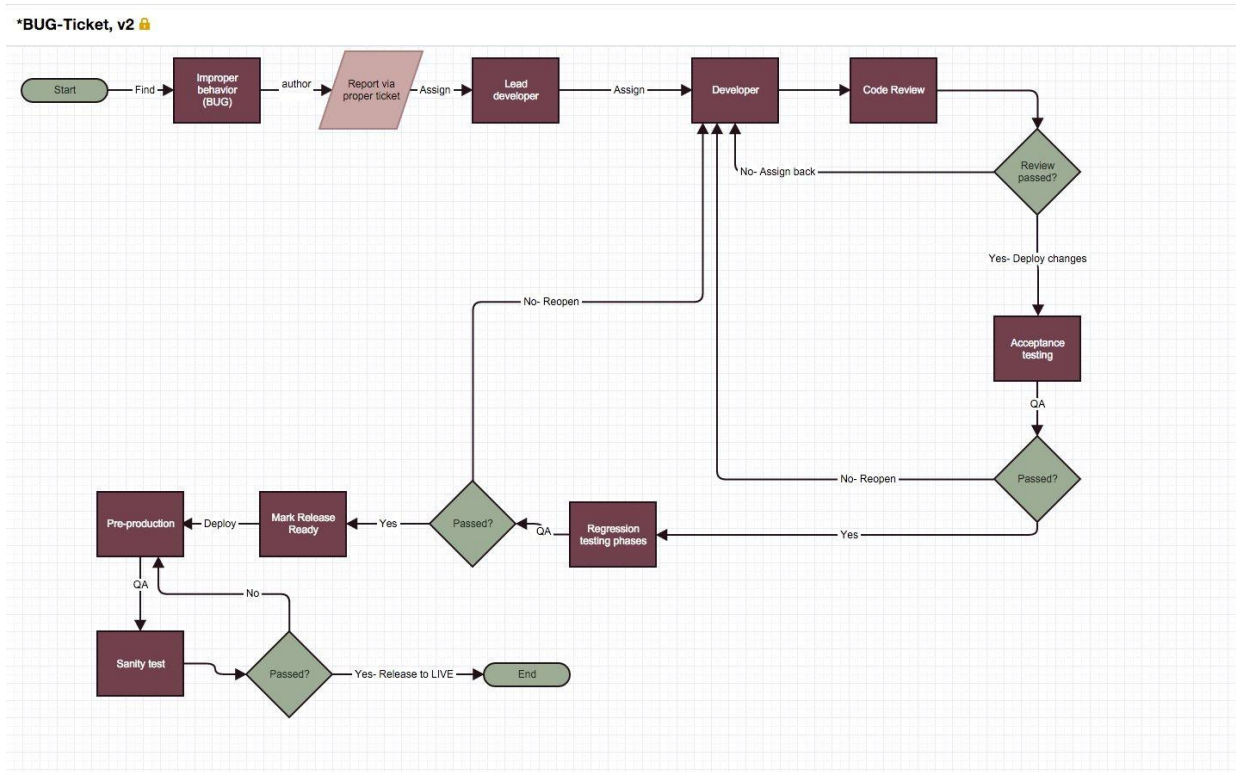 *BUG-Ticket, v2
Start
Find
Improper
behavior
(BUG)
author
Report via
proper ticket
Assign
Lead
developer
Assign
Developer
Code Review
Review
passed?
No- Assign back
Yes- Deploy changes
Acceptance
testing
QA
Passed?
No- Reopen
Yes
Regression
testing phases
QA
Passed?
No- Reopen
Yes
Mark Release
Ready
Deploy
Pre-production
QA
Sanity test
Passed?
No
Yes- Release to LIVE
End